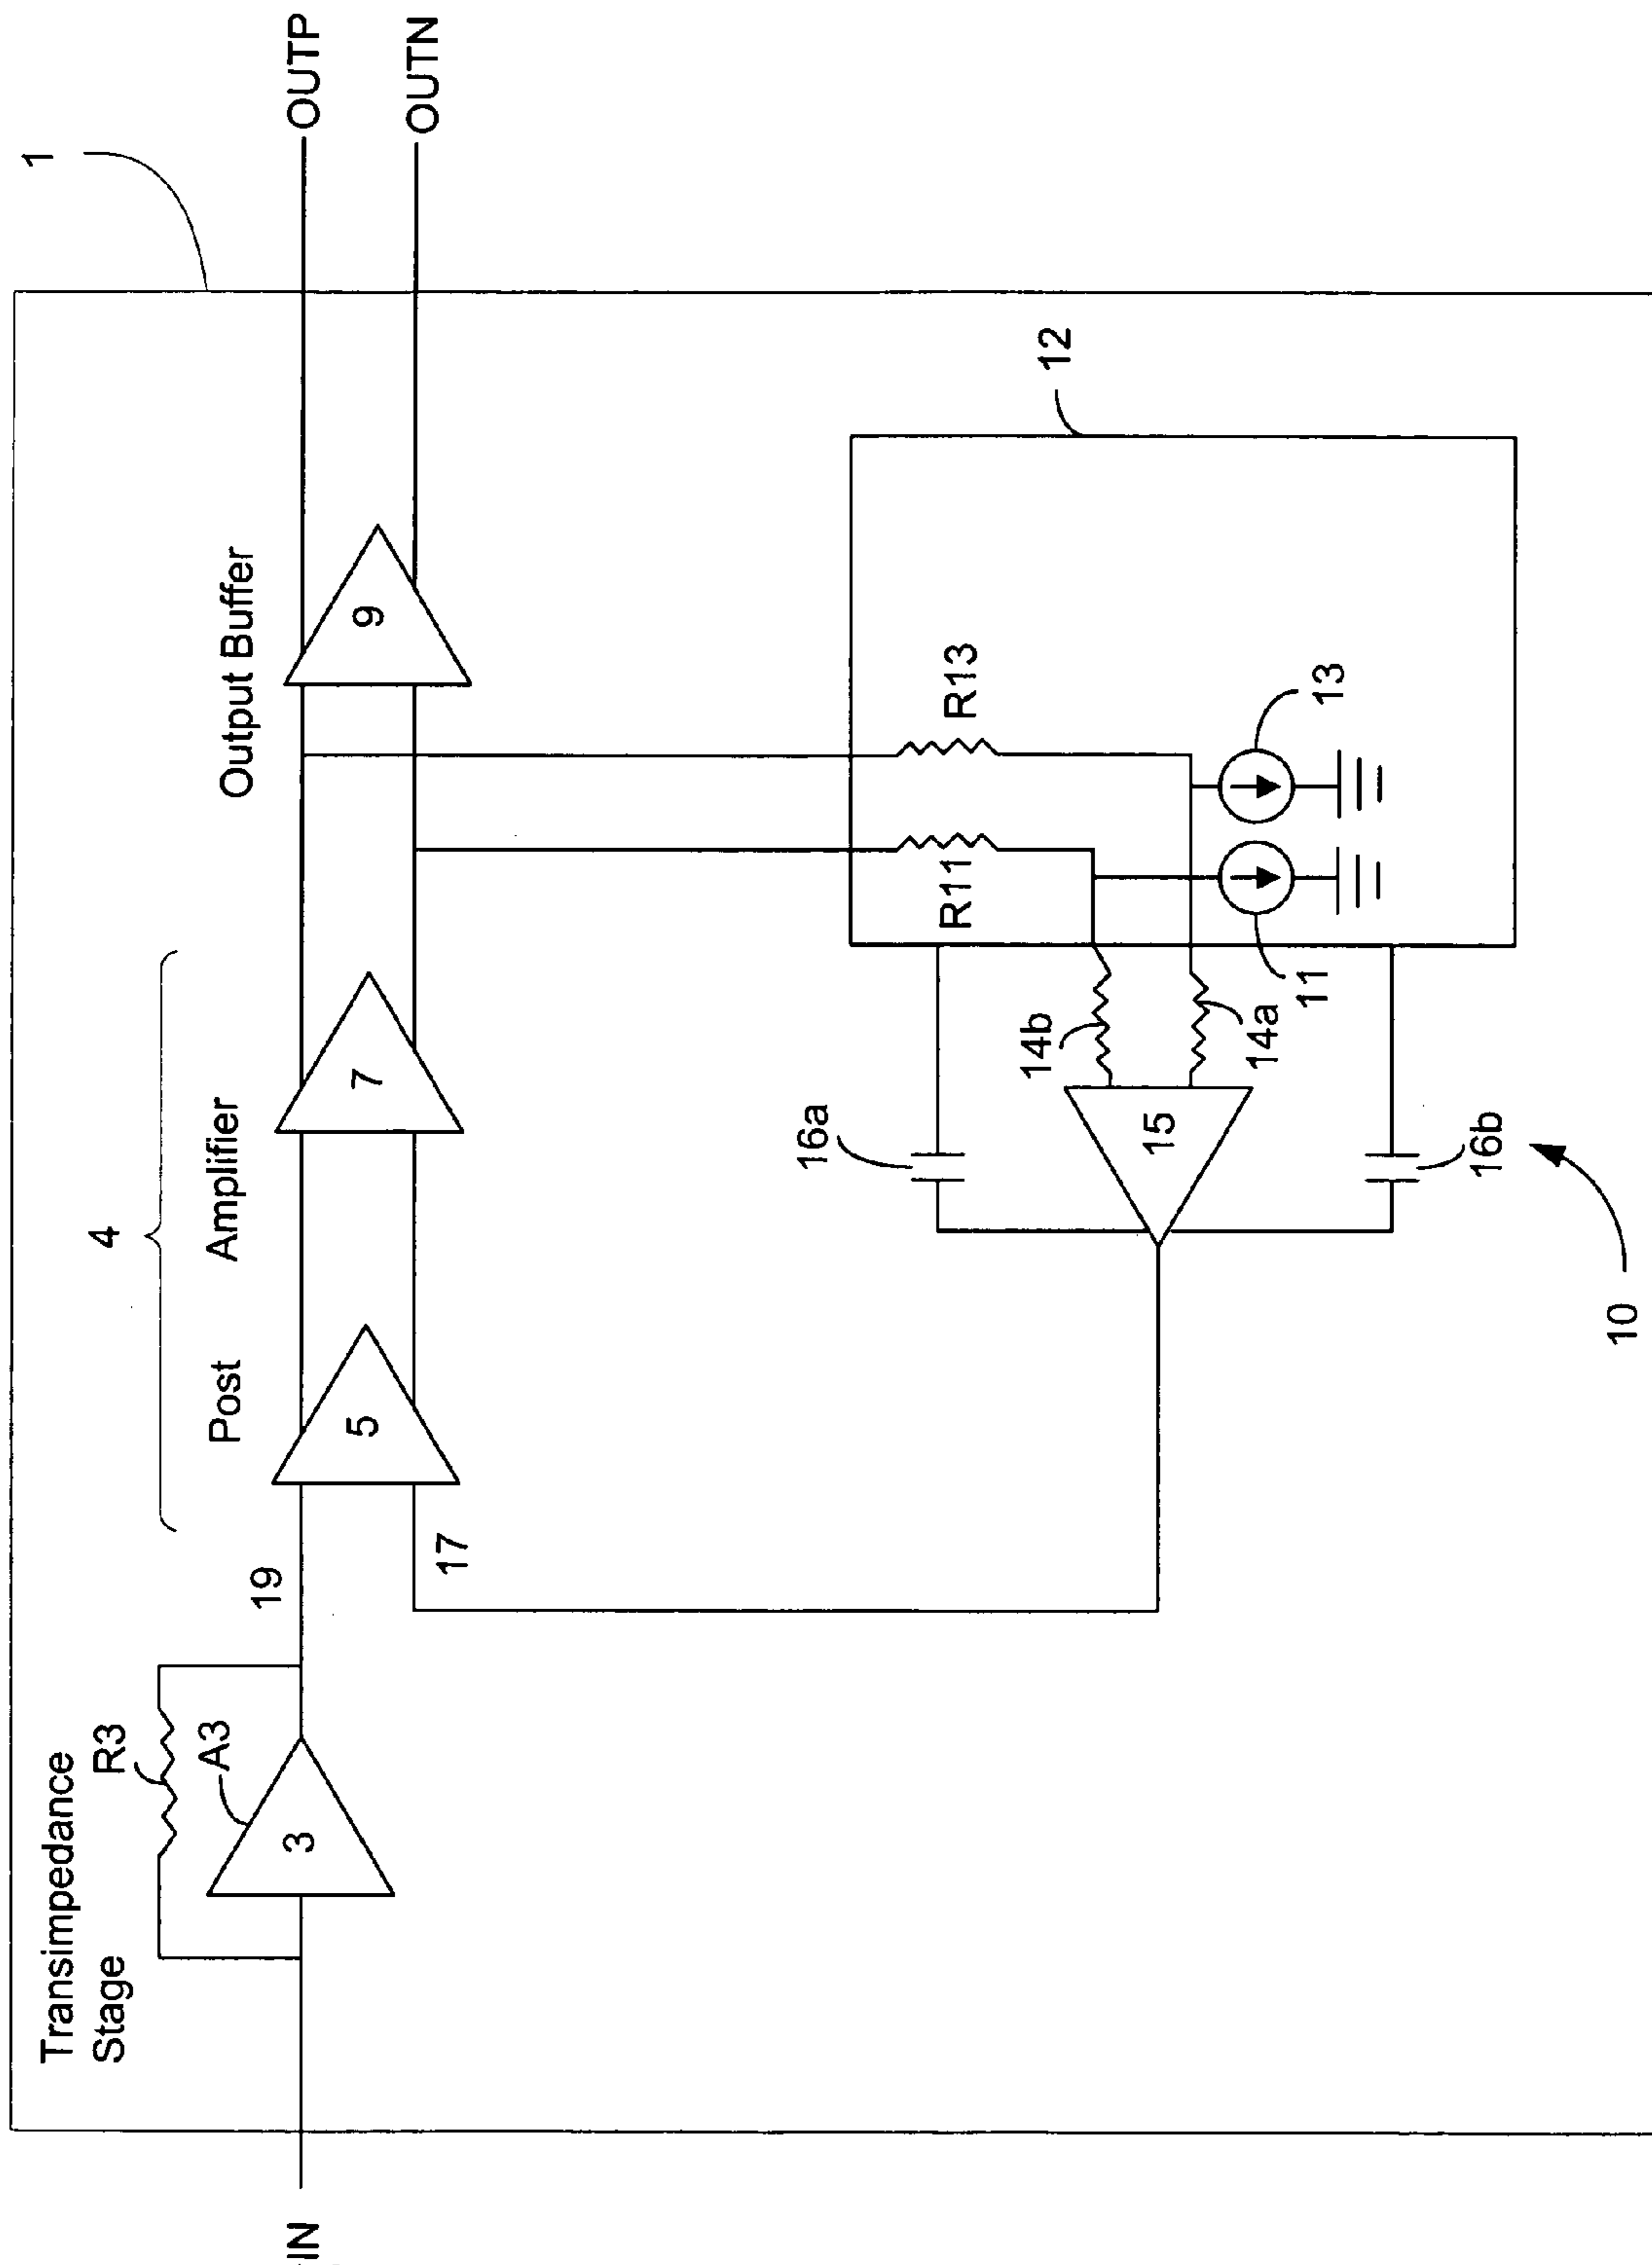 1
Transimpedance
Stage
R3
A3
3
IN
19
17
4
Post Amplifier
5
7
Output Buffer
9
OUTP
OUTN
12
R11
R13
11
13
14b
14a
15
16a
16b
10